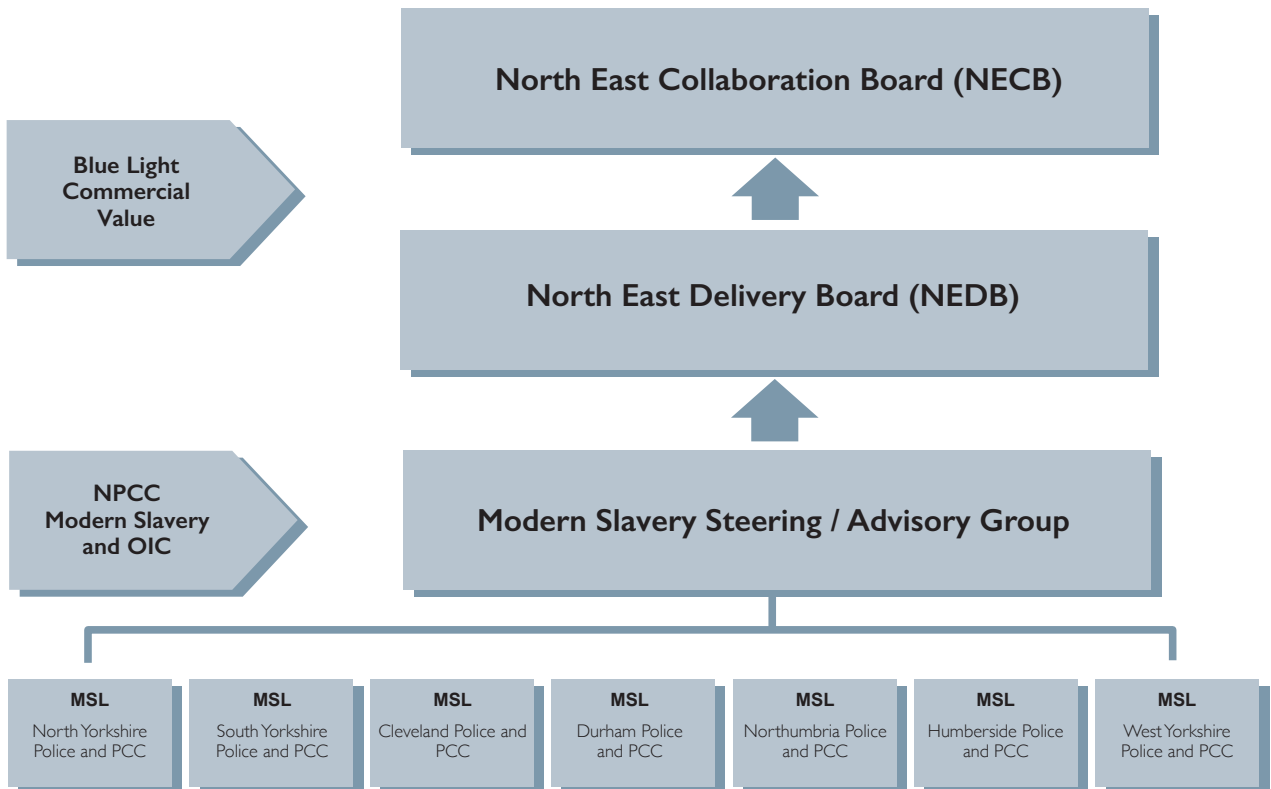 North East Collaboration Board (NECB)
Blue Light
Commercial
Value
North East Delivery Board (NEDB)
NPCC
Modern Slavery
and OIC
Modern Slavery Steering / Advisory Group
MSL
North Yorkshire
Police and PCC
MSL
South Yorkshire
Police and PCC
MSL
Cleveland Police and
PCC
MSL
Durham Police
and PCC
MSL
Northumbria Police
and PCC
MSL
Humberside Police
and PCC
MSL
West Yorkshire
Police and PCC